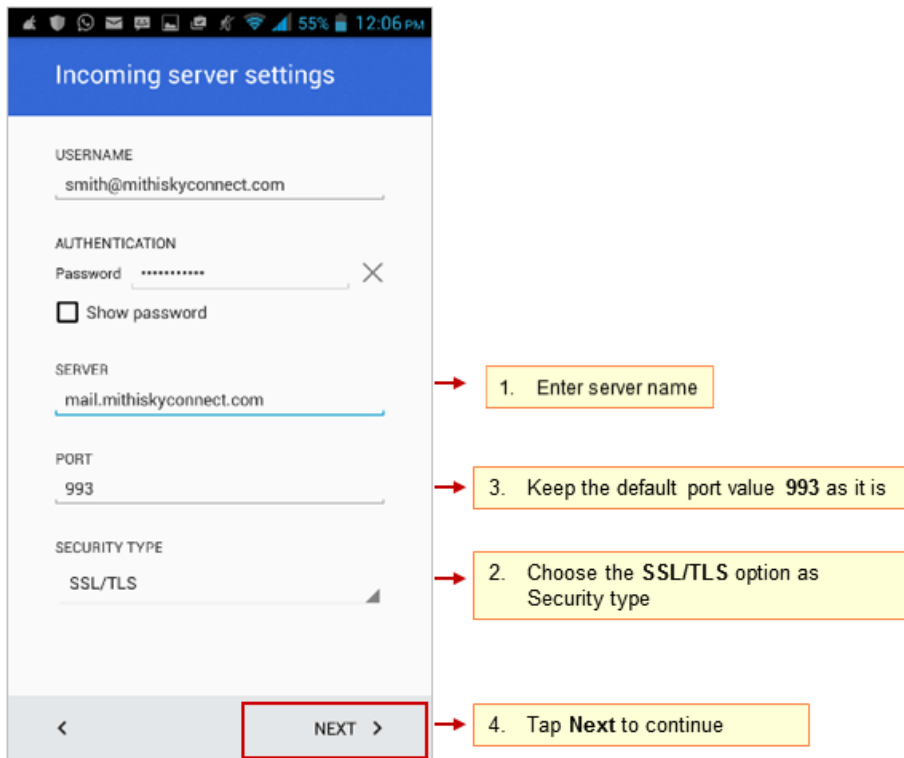 55% 12:06 PM
Incoming server settings
USERNAME
smith@mithiskyconnect.com
AUTHENTICATION
Password ···········
Show password
SERVER
mail.mithiskyconnect.com
1. Enter server name
PORT
993
3. Keep the default port value 993 as it is
SECURITY TYPE
SSL/TLS
2. Choose the SSL/TLS option as
Security type
NEXT
4. Tap Next to continue